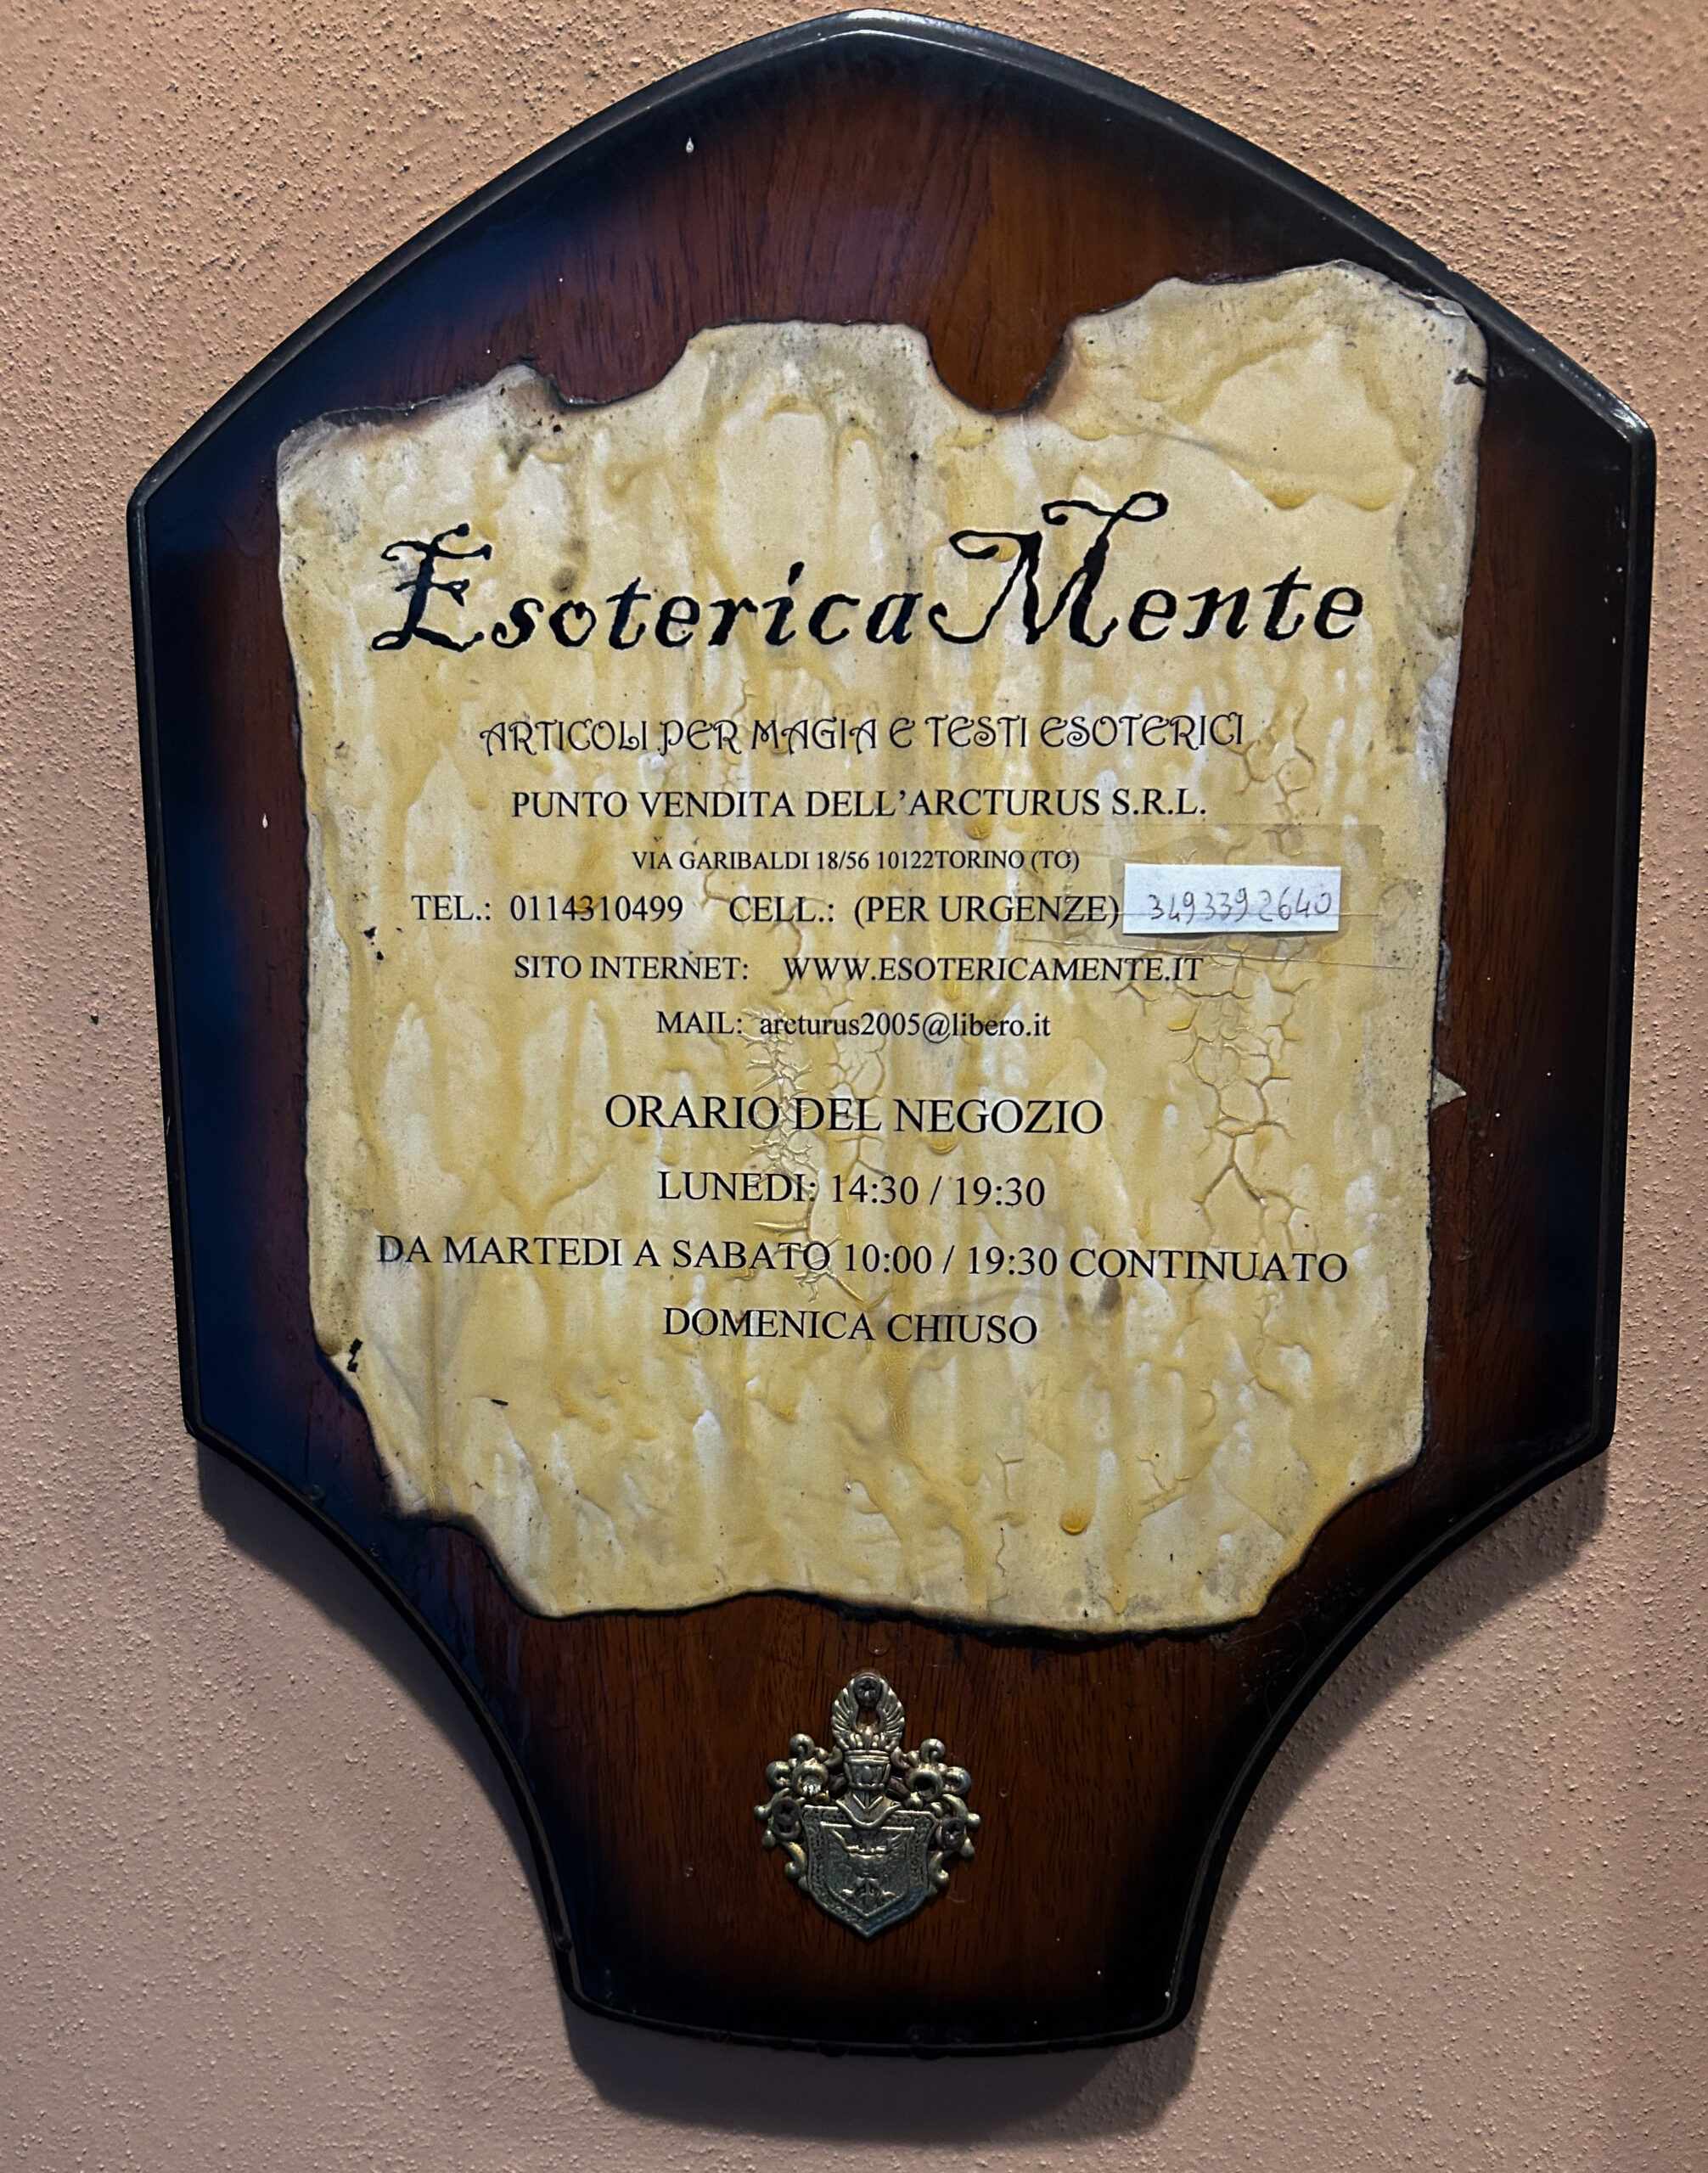 EsotericaMente
ARTICOLI PER MAGIA E TESTI ESOTERICI
PUNTO VENDITA DELL'ARCTURUS S.R.L.
VIA GARIBALDI 18/56 10122TORINO (TO)
TEL.: 0114310499 CELL.: (PER URGENZE) 3493392640
SITO INTERNET: WWW.ESOTERICAMENTE.IT
MAIL: arcturus2005@libero.it
ORARIO DEL NEGOZIO
LUNEDI: 14:30 / 19:30
DA MARTEDI A SABATO 10:00 / 19:30 CONTINUATO
DOMENICA CHIUSO